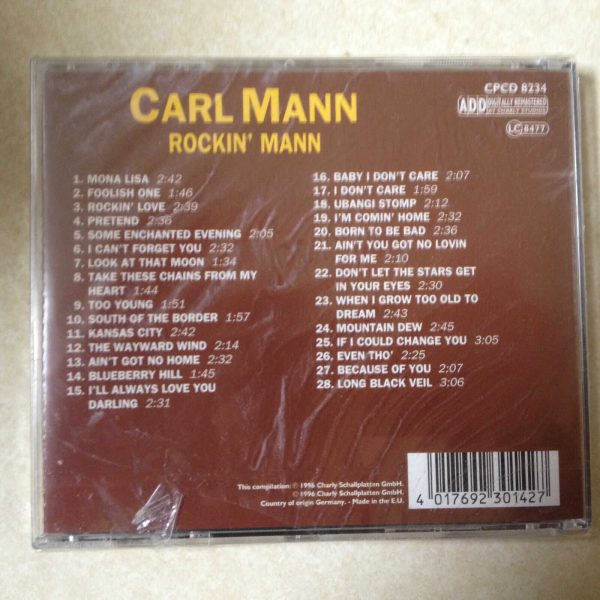 CPCD 8234
ADD DIGITALLY REMASTERED
AT CHARLY STUDIOS
LC 8477
CARL MANN
ROCKIN' MANN
1. MONA LISA 2:42
2. FOOLISH ONE 1:46
3. ROCKIN' LOVE 2:39
4. PRETEND 2:36
5. SOME ENCHANTED EVENING 2:05
6. I CAN'T FORGET YOU 2:32
7. LOOK AT THAT MOON 1:34
8. TAKE THESE CHAINS FROM MY
HEART 1:44
9. TOO YOUNG 1:51
10. SOUTH OF THE BORDER 1:57
11. KANSAS CITY 2:42
12. THE WAYWARD WIND 2:14
13. AIN'T GOT NO HOME 2:32
14. BLUEBERRY HILL 1:45
15. I'LL ALWAYS LOVE YOU
DARLING 2:31
16. BABY I DON'T CARE 2:07
17. I DON'T CARE 1:59
18. UBANGI STOMP 2:12
19. I'M COMIN' HOME 2:32
20. BORN TO BE BAD 2:36
21. AIN'T YOU GOT NO LOVIN
FOR ME 2:10
22. DON'T LET THE STARS GET
IN YOUR EYES 2:30
23. WHEN I GROW TOO OLD TO
DREAM 2:43
24. MOUNTAIN DEW 2:45
25. IF I COULD CHANGE YOU 3:05
26. EVEN THO' 2:25
27. BECAUSE OF YOU 2:07
28. LONG BLACK VEIL 3:06
This compilation: ℗ 1996 Charly Schallplatten GmbH.
© 1996 Charly Schallplatten GmbH.
Country of origin Germany. - Made in the E.U.
4 017692 301427